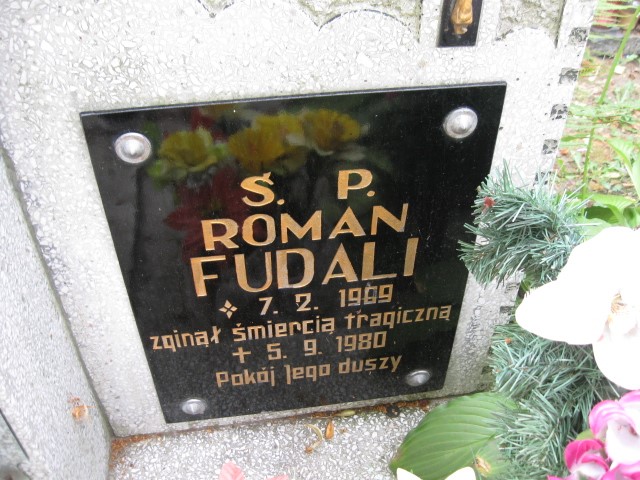 Ś. P.
ROMAN
FUDALI
7. 2. 1969
zginął śmiercią tragiczną
+ 5. 9. 1980
Pokój Jego duszy